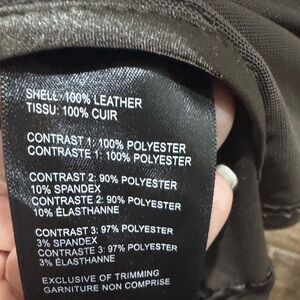 SHELL: 100% LEATHER
TISSU: 100% CUIR
CONTRAST 1: 100% POLYESTER
CONTRASTE 1: 100% POLYESTER
CONTRAST 2: 90% POLYESTER
10% SPANDEX
CONTRASTE 2: 90% POLYESTER
10% ÉLASTHANNE
CONTRAST 3: 97% POLYESTER
3% SPANDEX
CONTRASTE 3: 97% POLYESTER
3% ÉLASTHANNE
EXCLUSIVE OF TRIMMING
GARNITURE NON COMPRISE